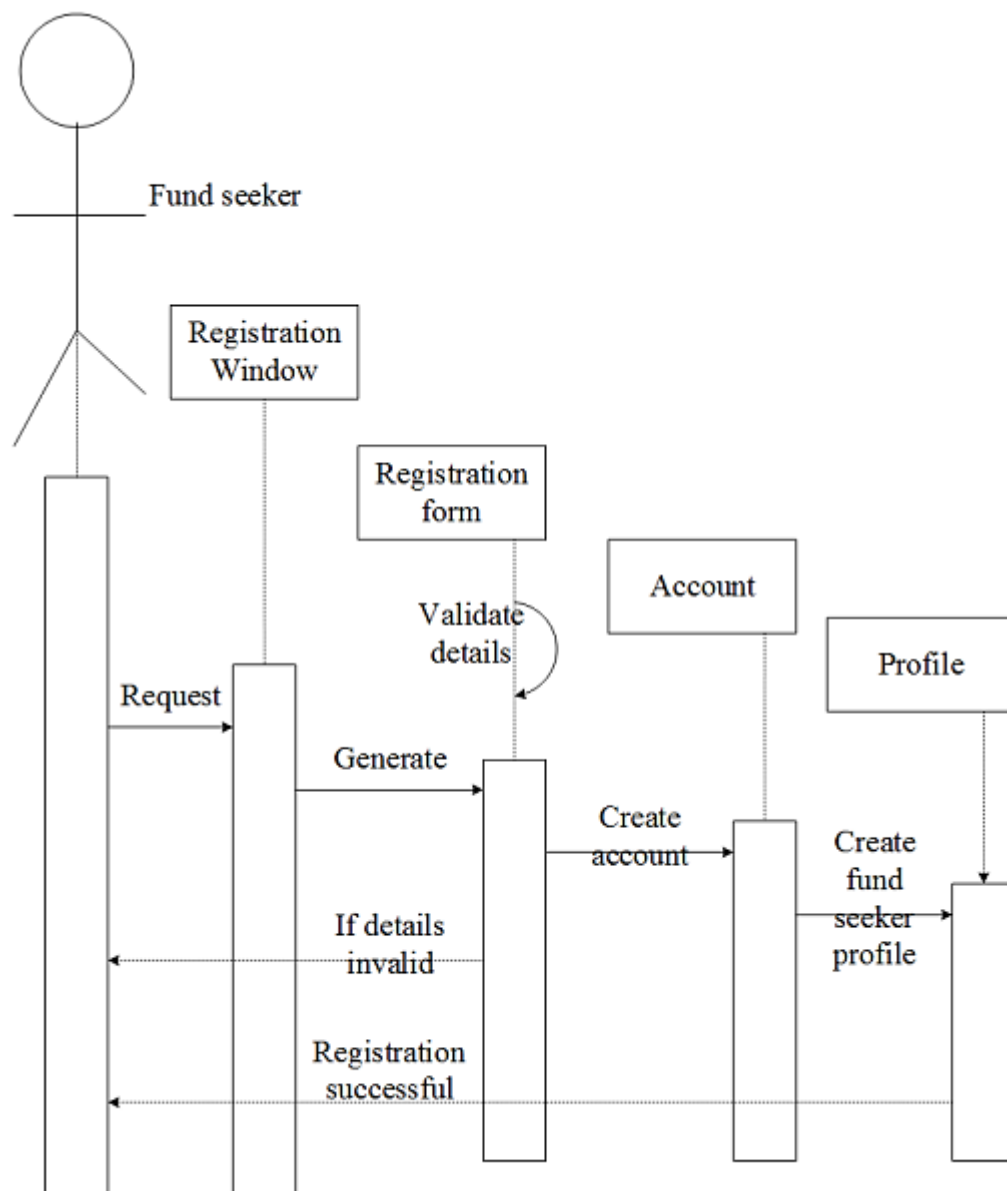 Fund seeker
Registration
Window
Registration
form
Account
Validate
details
Profile
Request
Generate
Create
account
Create
fund
seeker
profile
If details
invalid
Registration
successful